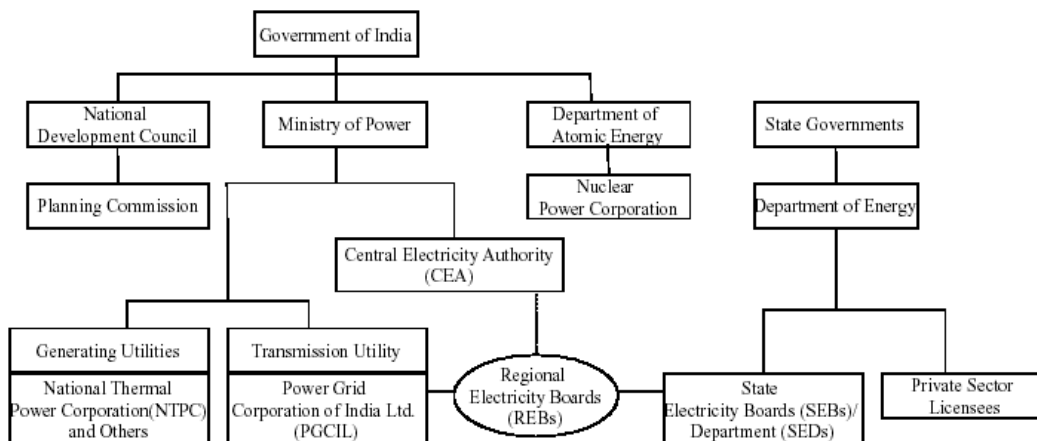 Government of India
National
Development Council
Ministry of Power
Department of
Atomic Energy
State Governments
Planning Commission
Nuclear
Power Corporation
Department of Energy
Central Electricity Authority
(CEA)
Generating Utilities
National Thermal
Power Corporation(NTPC)
and Others
Transmission Utility
Power Grid
Corporation of India Ltd.
(PGCIL)
Regional
Electricity Boards
(REBs)
State
Electricity Boards (SEBs)/
Department (SEDs)
Private Sector
Licensees